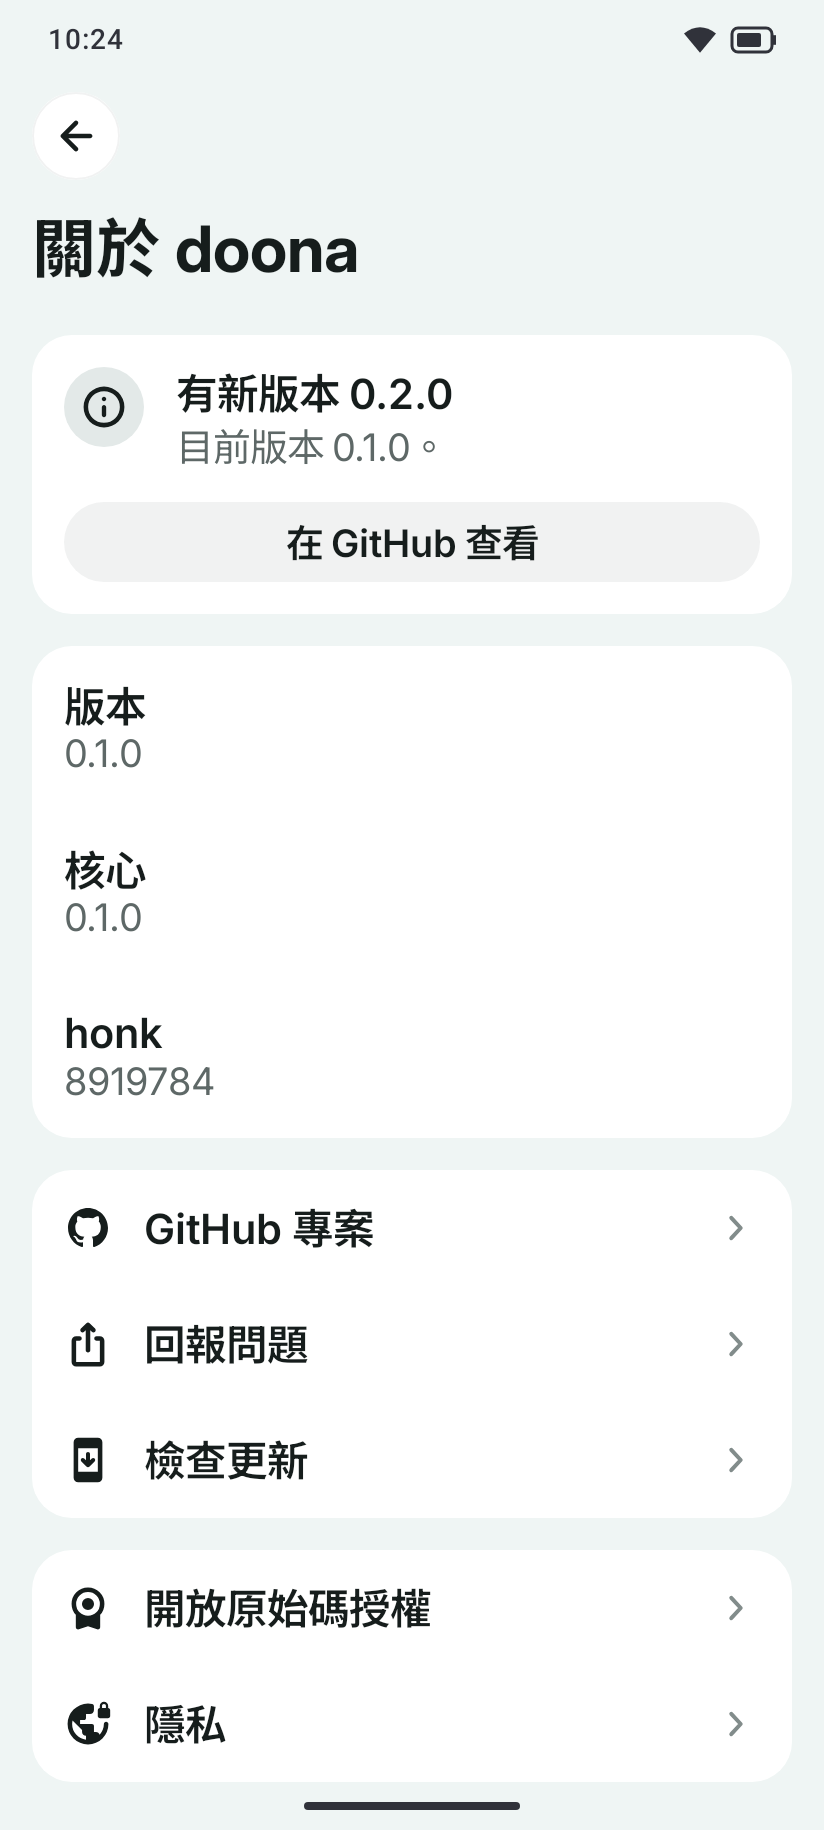 10:24
關於 doona
有新版本 0.2.0
目前版本 0.1.0。
在 GitHub 查看
版本
0.1.0
核心
0.1.0
honk
8919784
GitHub 專案
回報問題
檢查更新
開放原始碼授權
隱私